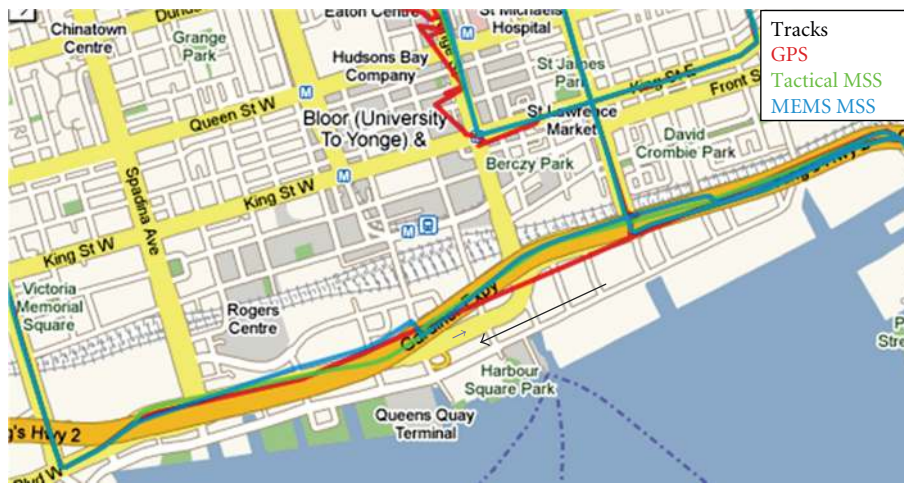 Tracks
GPS
Tactical MSS
MEMS MSS
Chinatown
Centre
Grange
Park
Eaton Centre
St Michaels
Hospital
Hudsons Bay
Company
St James
Park
King St E
Front
Queen St W
Bloor (University
To Yonge) &
St Lawrence
Market
David
Crombie Park
Berczy Park
M
M
M
M
King St W
Spadina Ave
King St W
Victoria
Memorial
Square
Rogers
Centre
Expy
Harbour
Square Park
Queens Quay
Terminal
Hwy 2
Blvd W